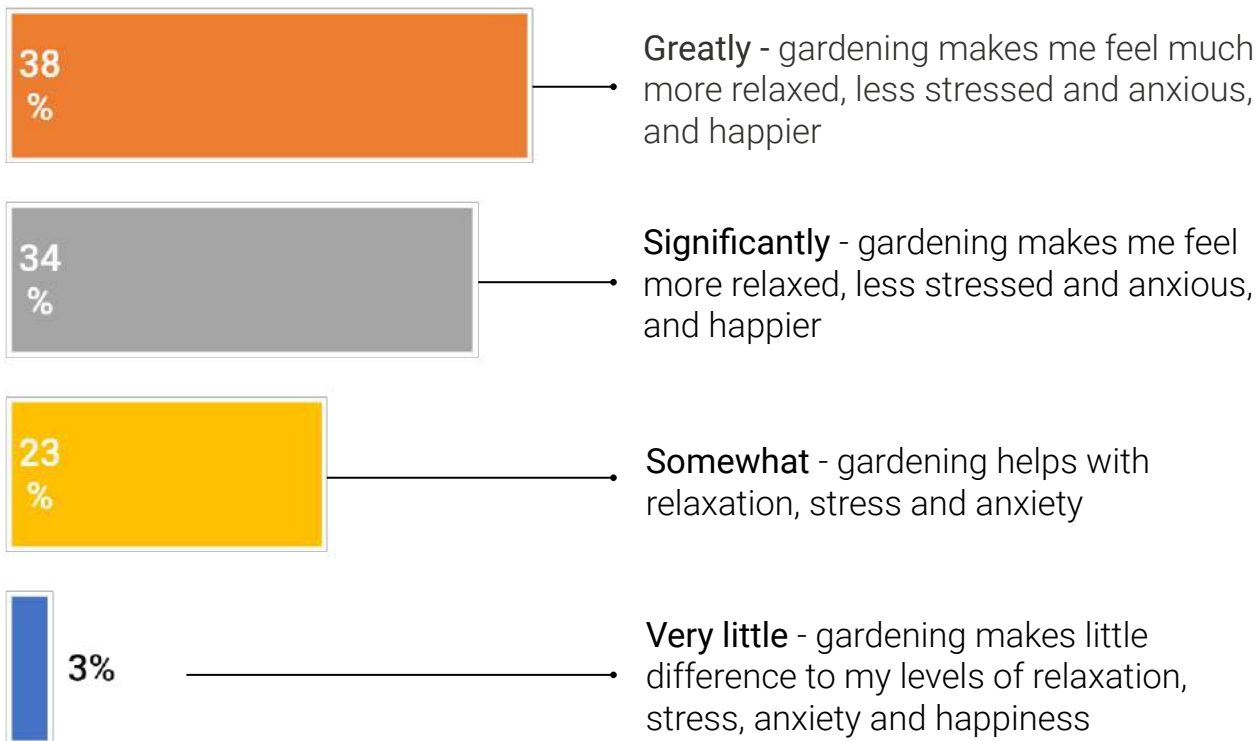 38
%
Greatly - gardening makes me feel much
more relaxed, less stressed and anxious,
and happier
34
%
Significantly - gardening makes me feel
more relaxed, less stressed and anxious,
and happier
23
%
Somewhat - gardening helps with
relaxation, stress and anxiety
3%
Very little - gardening makes little
difference to my levels of relaxation,
stress, anxiety and happiness